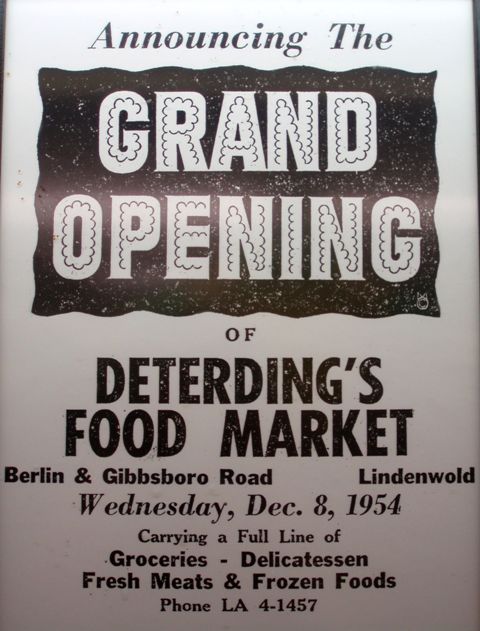 Announcing The
GRAND
OPENING
OF
DETERDING'S
FOOD MARKET
Berlin & Gibbsboro Road Lindenwold
Wednesday, Dec. 8, 1954
Carrying a Full Line of
Groceries - Delicatessen
Fresh Meats & Frozen Foods
Phone LA 4-1457